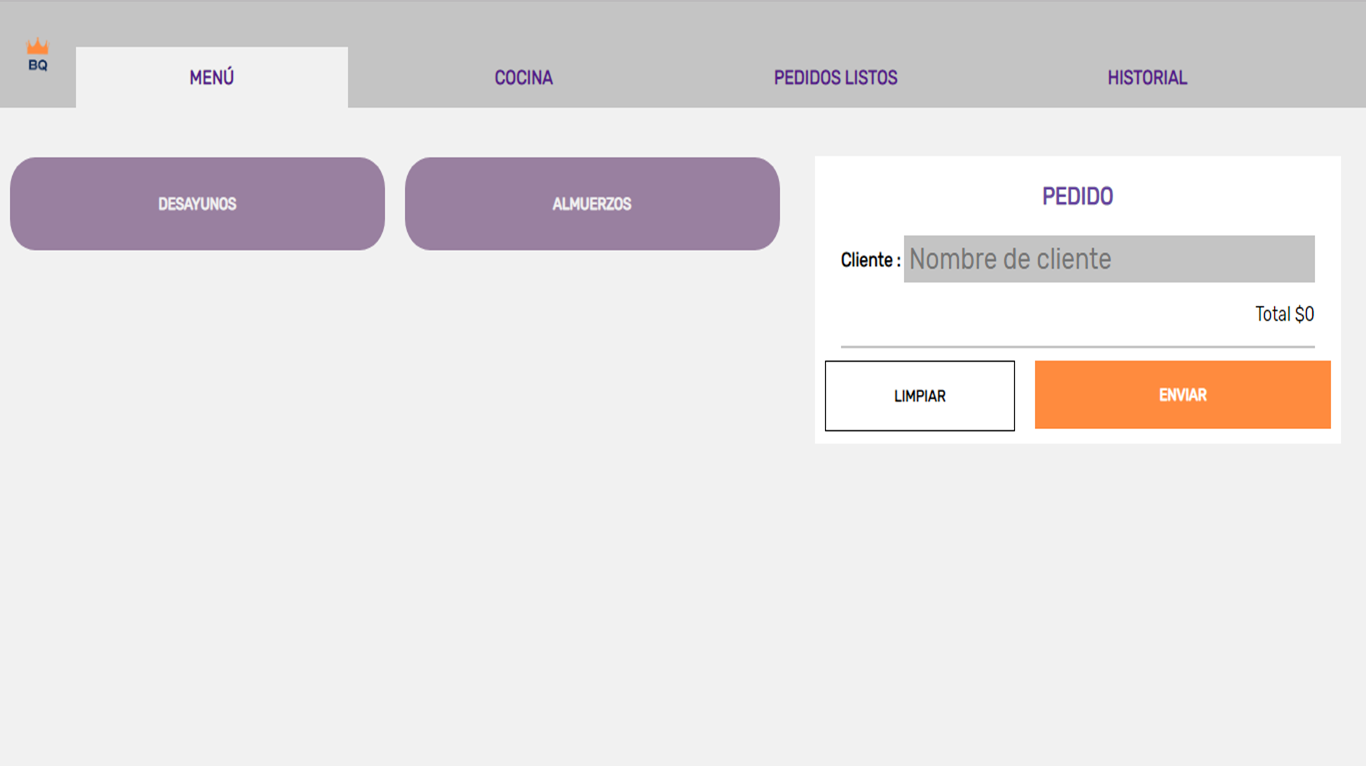 BQ
MENÚ
COCINA
PEDIDOS LISTOS
HISTORIAL
DESAYUNOS
ALMUERZOS
PEDIDO
Cliente : Nombre de cliente
Total $0
LIMPIAR
ENVIAR